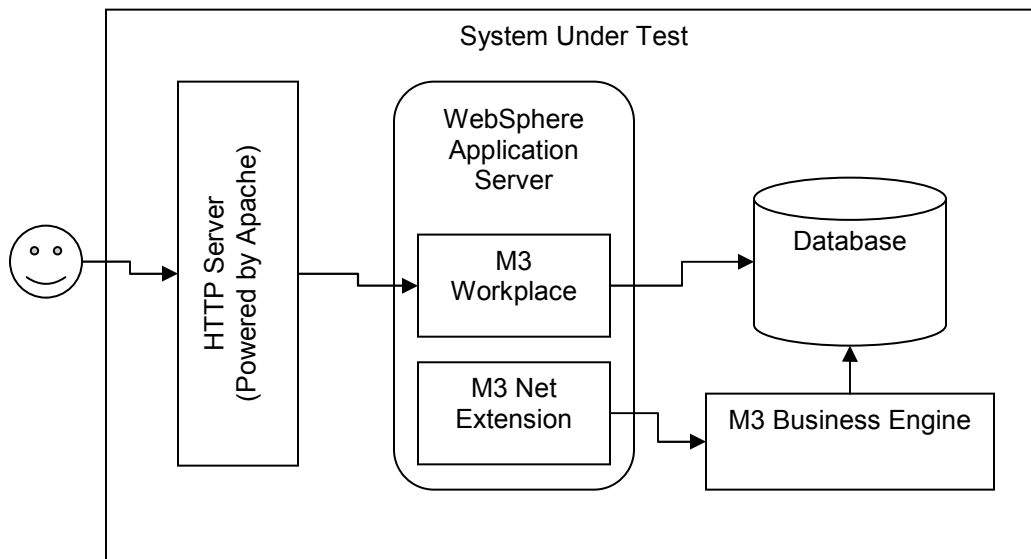 System Under Test
HTTP Server
(Powered by Apache)
WebSphere
Application
Server
M3
Workplace
M3 Net
Extension
Database
M3 Business Engine